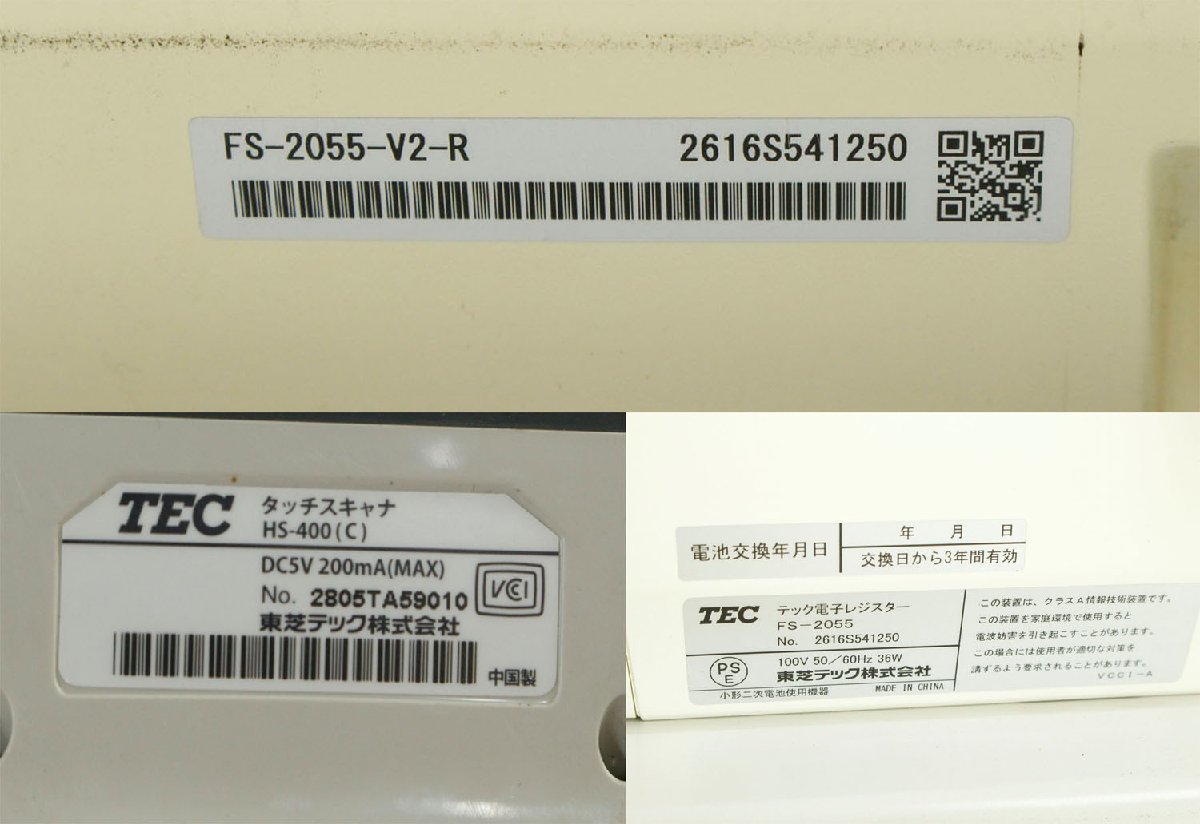 FS-2055-V2-R 2616S541250
TEC タッチスキャナ
HS-400(C)
DC5V 200mA(MAX)
No. 2805TA59010
VCCI
東芝テック株式会社
中国製
電池交換年月日
年 月 日
交換日から3年間有効
TEC テック電子レジスター
FS-2055
No. 2616S541250
PS
E
100V 50/60Hz 36W
東芝テック株式会社
小形二次電池使用機器 MADE IN CHINA
この装置は、クラスA情報技術装置です。
この装置を家庭環境で使用すると
電波妨害を引き起こすことがあります。
この場合には使用者が適切な対策を
講ずるよう要求されることがあります。
VCCI-A